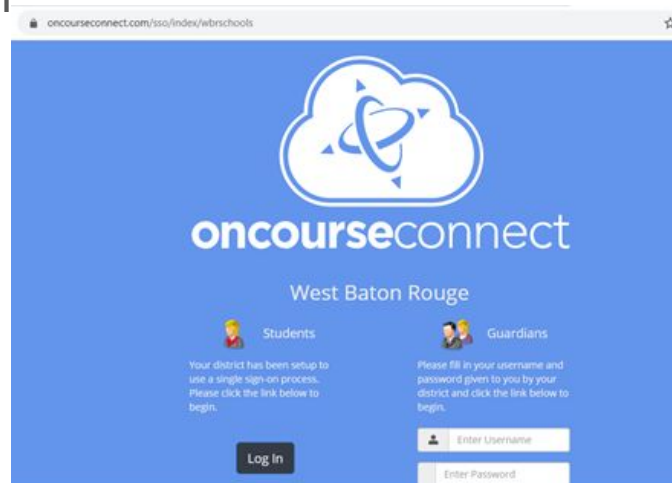 oncourseconnect.com/sso/index/wbrschools
oncourseconnect
West Baton Rouge
Students
Your district has been setup to
use a single sign-on process.
Please click the link below to
begin.
Log In
Guardians
Please fill in your username and
password given to you by your
district and click the link below to
begin.
Enter Username
Enter Password